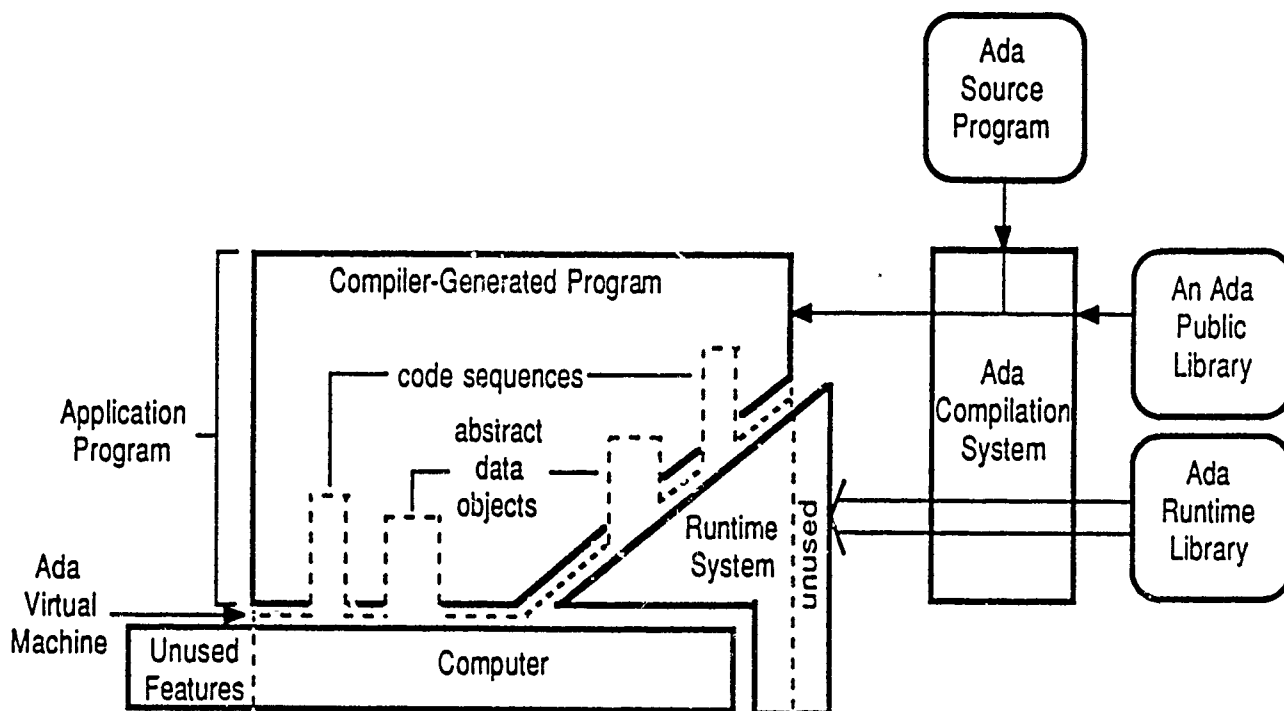 Ada
Source
Program
Compiler-Generated Program
An Ada
Public
Library
code sequences
Ada
Compilation
System
Application
Program
abstract
data
objects
Runtime
System
unused
Ada
Runtime
Library
Ada
Virtual
Machine
Unused
Features
Computer